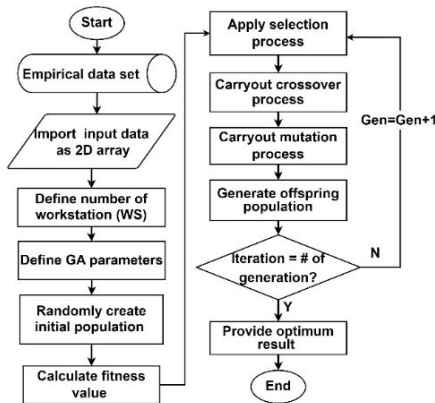 Start
Empirical data set
Import input data
as 2D array
Define number of
workstation (WS)
Define GA parameters
Randomly create
initial population
Calculate fitness
value
Apply selection
process
Carryout crossover
process
Carryout mutation
process
Generate offspring
population
Iteration = # of
generation?
N
Gen=Gen+1
Y
Provide optimum
result
End